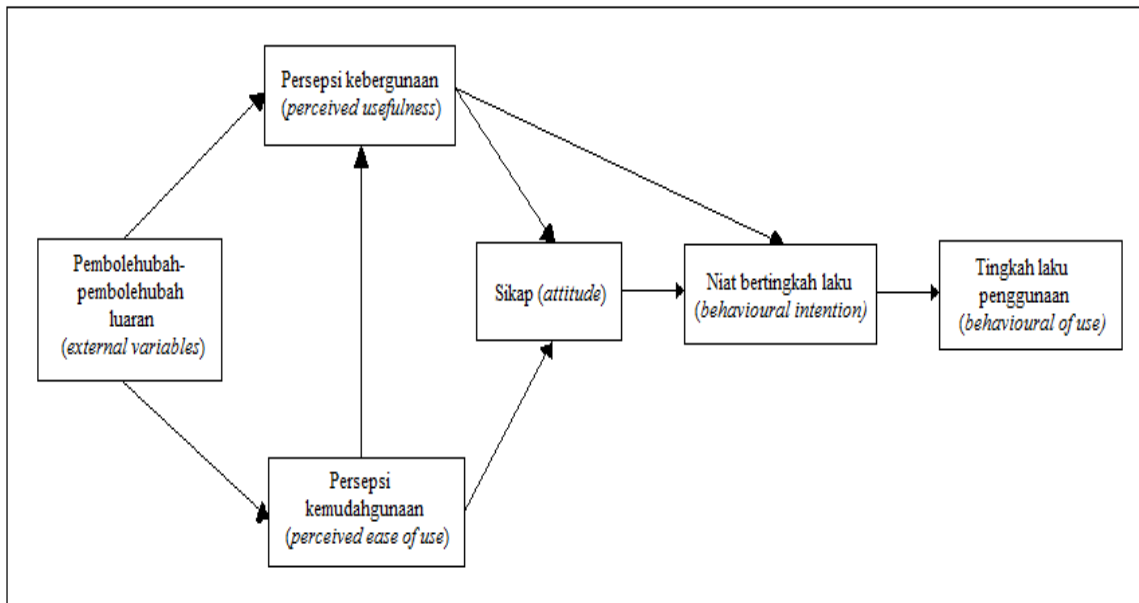 Persepsi kebergunaan
(perceived usefulness)
Pembolehubah-
pembolehubah
luaran
(external variables)
Sikap (attitude)
Niat bertingkah laku
(behavioural intention)
Tingkah laku
penggunaan
(behavioural of use)
Persepsi
kemudahgunaan
(perceived ease of use)